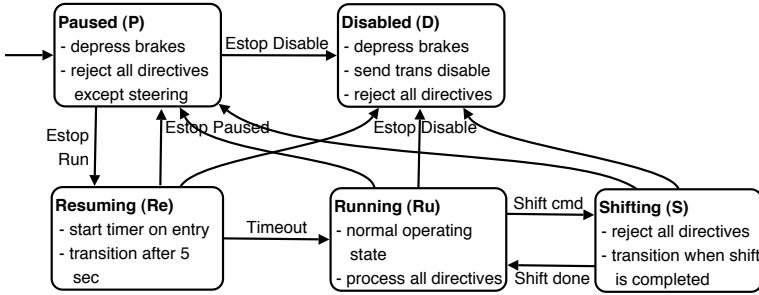 Paused (P)
- depress brakes
- reject all directives
except steering
Estop Disable
Disabled (D)
- depress brakes
- send trans disable
- reject all directives
Estop
Run
Estop Paused
Estop Disable
Resuming (Re)
- start timer on entry
- transition after 5
sec
Timeout
Running (Ru)
- normal operating
state
- process all directives
Shift cmd
Shift done
Shifting (S)
- reject all directives
- transition when shift
is completed